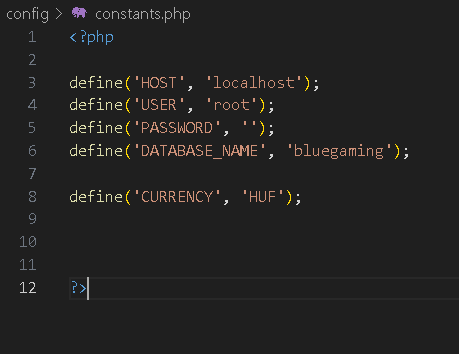 config > constants.php
1 <?php
2
3 define('HOST', 'localhost');
4 define('USER', 'root');
5 define('PASSWORD', '');
6 define('DATABASE_NAME', 'bluegaming');
7
8 define('CURRENCY', 'HUF');
9
10
11
12 ?>